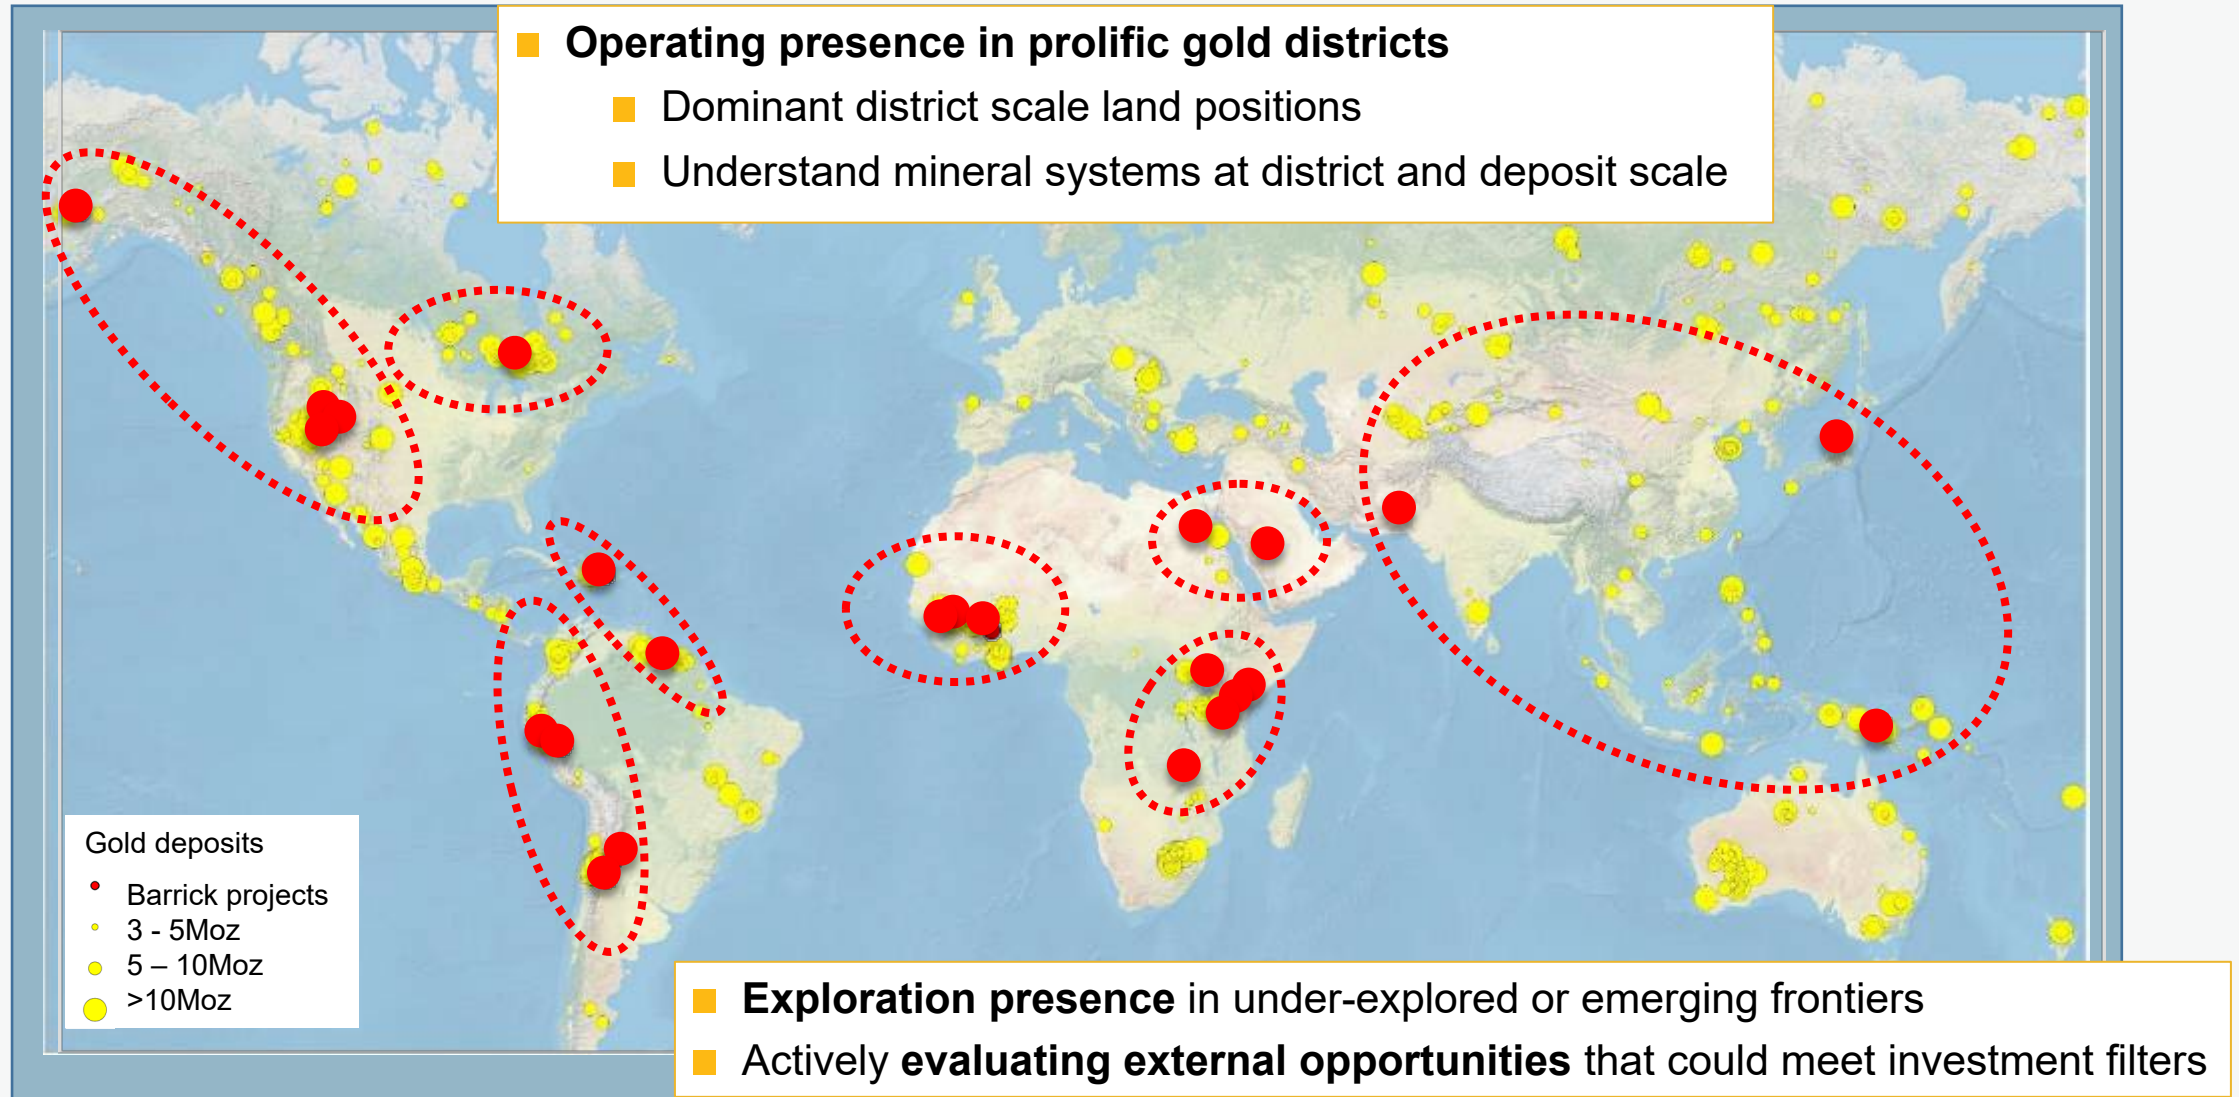 Operating presence in prolific gold districts
Dominant district scale land positions
Understand mineral systems at district and deposit scale
Gold deposits
Barrick projects
3 - 5Moz
5 – 10Moz
>10Moz
Exploration presence in under-explored or emerging frontiers
Actively evaluating external opportunities that could meet investment filters